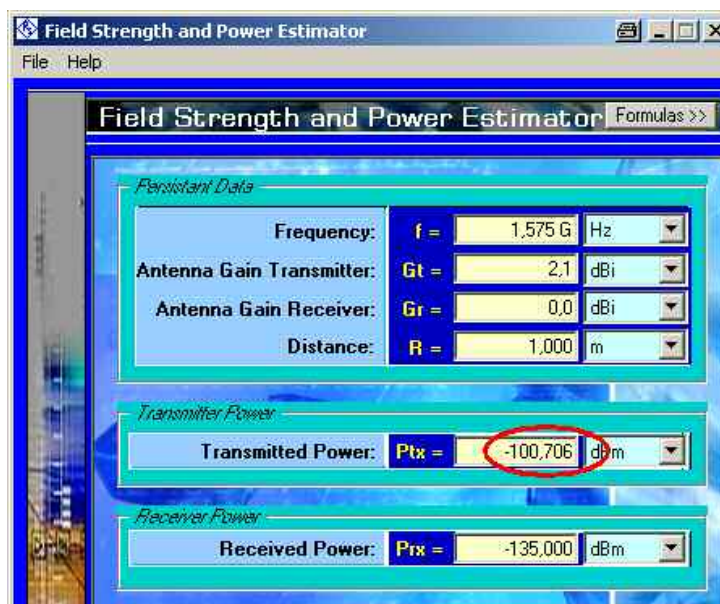 Field Strength and Power Estimator
File Help
Field Strength and Power Estimator Formulas >>
Persistant Data
Frequency: f = 1,575 G Hz
Antenna Gain Transmitter: Gt = 2,1 dBi
Antenna Gain Receiver: Gr = 0,0 dBi
Distance: R = 1,000 m
Transmitter Power
Transmitted Power: Ptx = -100,706 dBm
Receiver Power
Received Power: Prx = -135,000 dBm